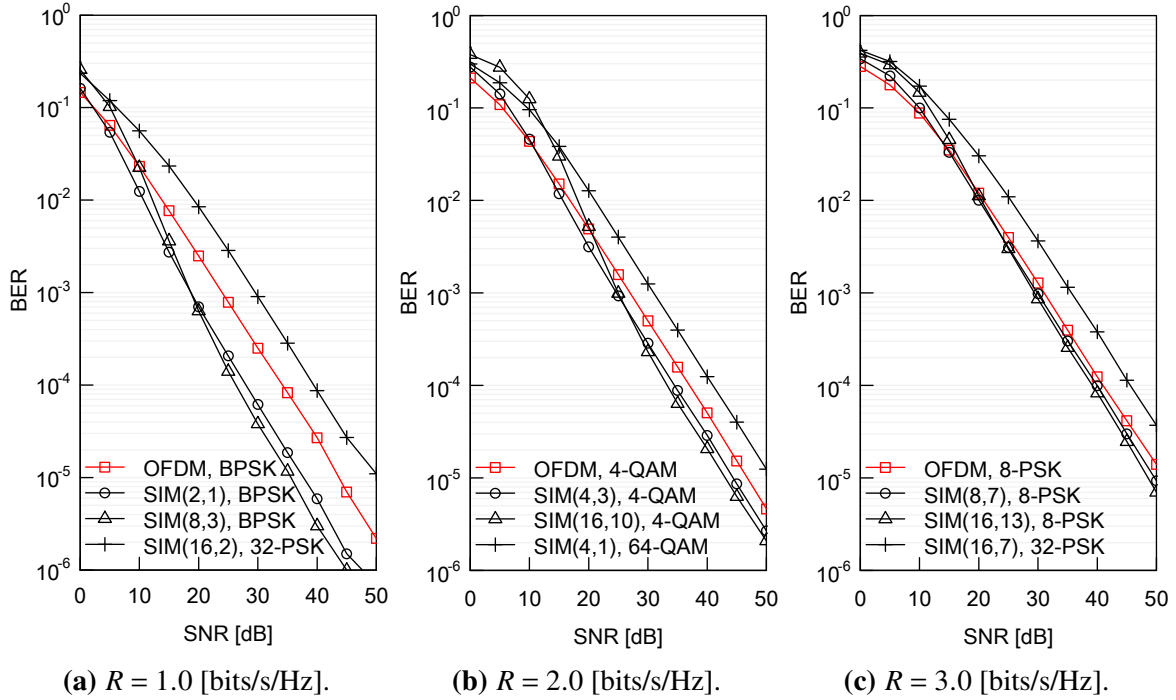 10^0
10^-1
10^-2
10^-3
10^-4
10^-5
10^-6
BER
OFDM, BPSK
SIM(2,1), BPSK
SIM(8,3), BPSK
SIM(16,2), 32-PSK
0 10 20 30 40 50
SNR [dB]
(a) R = 1.0 [bits/s/Hz].
10^0
10^-1
10^-2
10^-3
10^-4
10^-5
10^-6
BER
OFDM, 4-QAM
SIM(4,3), 4-QAM
SIM(16,10), 4-QAM
SIM(4,1), 64-QAM
0 10 20 30 40 50
SNR [dB]
(b) R = 2.0 [bits/s/Hz].
10^0
10^-1
10^-2
10^-3
10^-4
10^-5
10^-6
BER
OFDM, 8-PSK
SIM(8,7), 8-PSK
SIM(16,13), 8-PSK
SIM(16,7), 32-PSK
0 10 20 30 40 50
SNR [dB]
(c) R = 3.0 [bits/s/Hz].